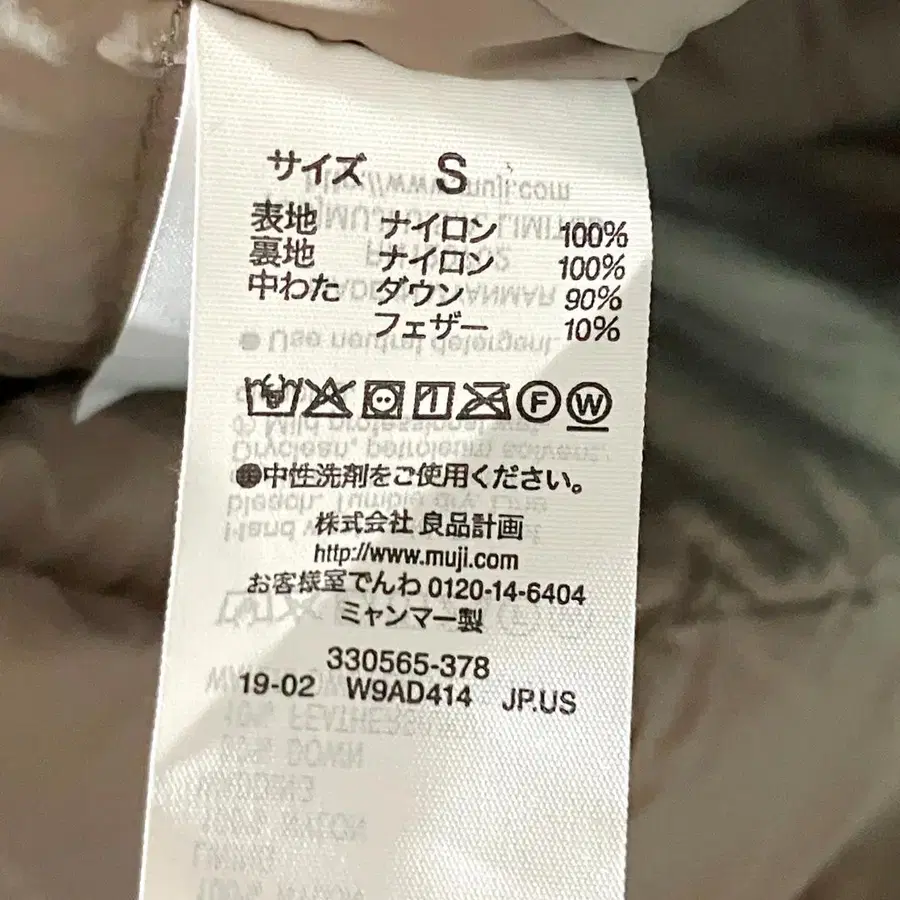 サイズ S
表地 ナイロン 100%
裏地 ナイロン 100%
中わた ダウン 90%
フェザー 10%
F W
●中性洗剤をご使用ください。
株式会社 良品計画
http://www.muji.com
お客様室でんわ 0120-14-6404
ミャンマー製
330565-378
19-02 W9AD414 JP.US